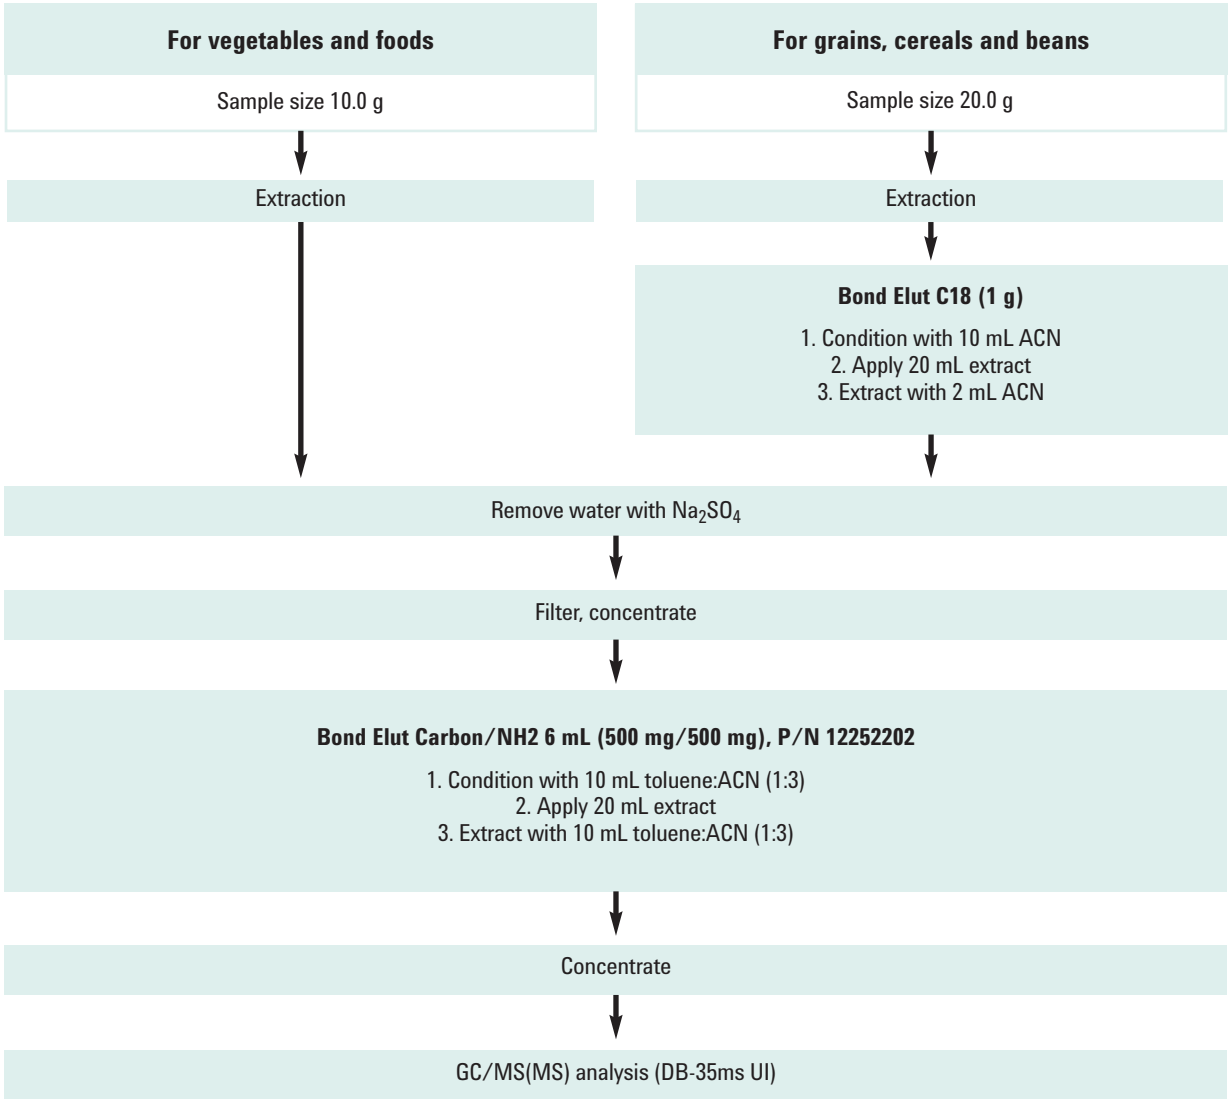 For vegetables and foods
Sample size 10.0 g
Extraction
For grains, cereals and beans
Sample size 20.0 g
Extraction
Bond Elut C18 (1 g)
1. Condition with 10 mL ACN
2. Apply 20 mL extract
3. Extract with 2 mL ACN
Remove water with Na₂SO₄
Filter, concentrate
Bond Elut Carbon/NH2 6 mL (500 mg/500 mg), P/N 12252202
1. Condition with 10 mL toluene:ACN (1:3)
2. Apply 20 mL extract
3. Extract with 10 mL toluene:ACN (1:3)
Concentrate
GC/MS(MS) analysis (DB-35ms UI)